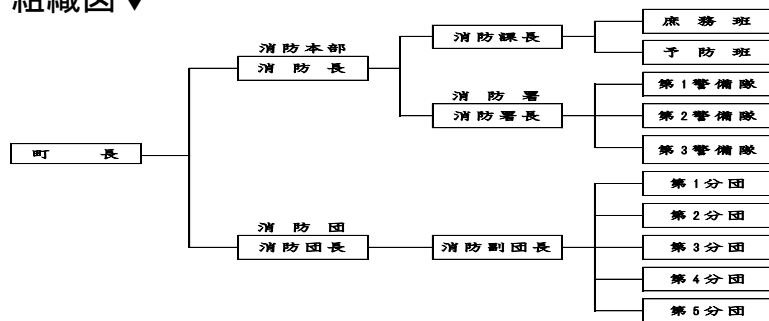 組織図▼
庶務班
消防課長
消防本部
予防班
消防長
第1警備隊
消防署
消防署長
第2警備隊
第3警備隊
町長
第1分団
第2分団
消防団
消防団長
消防副団長
第3分団
第4分団
第5分団